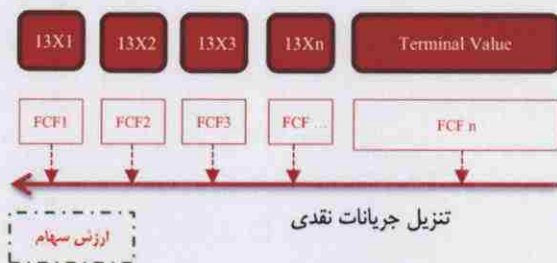 13X1 13X2 13X3 13Xn Terminal Value
FCF1 FCF2 FCF3 FCF ... FCF n
تنزیل جریانات نقدی
ارزش سهام